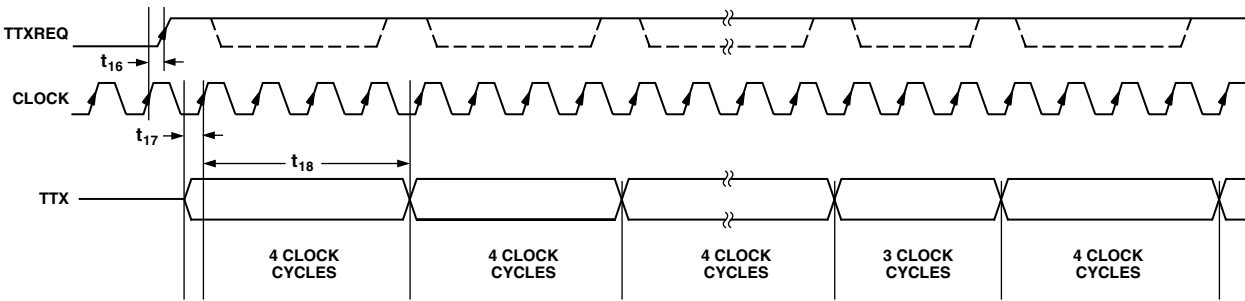 TTXREQ
t16
CLOCK
t17
t18
TTX
4 CLOCK
CYCLES
4 CLOCK
CYCLES
4 CLOCK
CYCLES
3 CLOCK
CYCLES
4 CLOCK
CYCLES